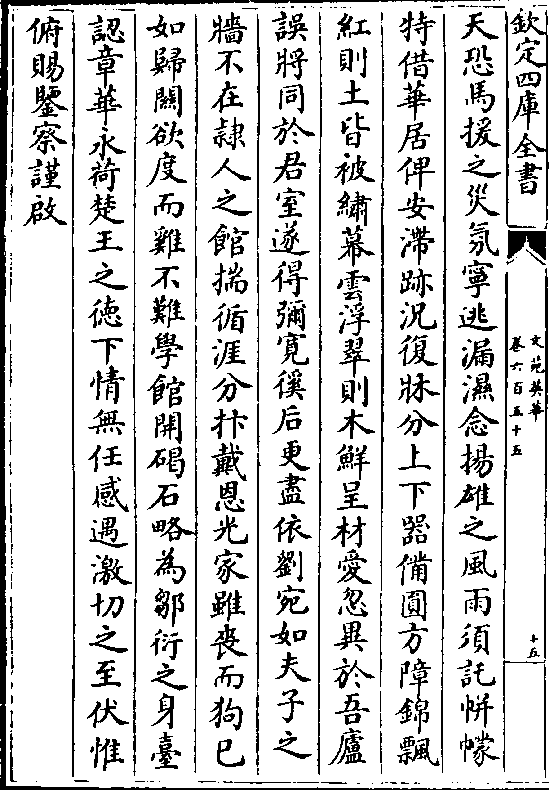 欽定四庫全書
文苑英華
卷六百五十五
十五
天恐馬援之災氛寧逃漏濕念揚雄之風雨須託帡幪
特借華居俾安滯跡況復牀分上下器備圓方障錦飄
紅則土皆被繡幕雲浮翠則木鮮呈材愛忽異於吾廬
誤將同於君室遂得彌寛徯后更盡依劉宛如夫子之
牆不在隷人之館揣循涯分抃戴恩光家雖喪而狗已
如歸關欲度而雞不難學館開碣石略為鄒衍之身臺
認章華永荷楚王之徳下情無任感遇激切之至伏惟
俯賜鑒察謹啟